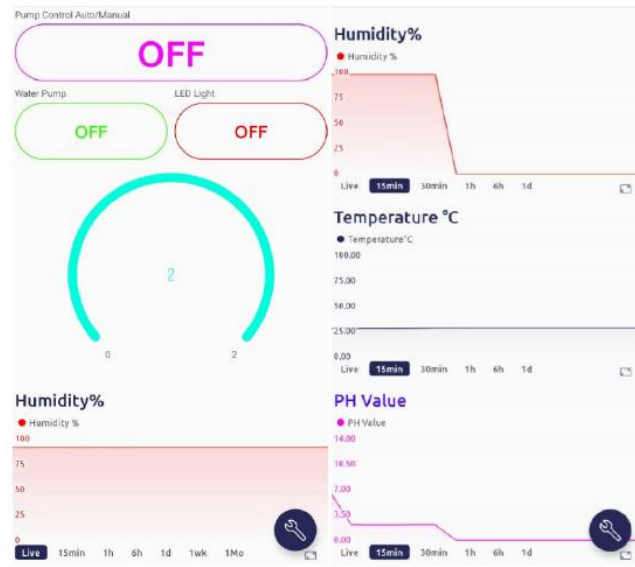 Pump Control Auto/Manual
OFF
Water Pump
LED Light
OFF
OFF
2
0
2
Humidity%
Humidity %
100
75
50
25
0
Live 15min 1h 6h 1d 1wk 1Mo
Humidity%
Humidity %
100
75
50
25
0
Live 15min 30min 1h 6h 1d
Temperature °C
Temperature°C
100.00
75.00
50.00
25.00
0.00
Live 15min 30min 1h 6h 1d
PH Value
PH Value
14.00
10.50
7.00
3.50
0.00
Live 15min 30min 1h 6h 1d